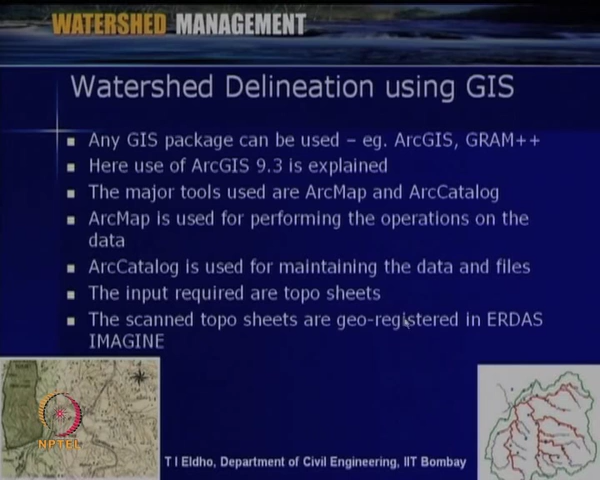 WATERSHED MANAGEMENT
Watershed Delineation using GIS
Any GIS package can be used – eg. ArcGIS, GRAM++
Here use of ArcGIS 9.3 is explained
The major tools used are ArcMap and ArcCatalog
ArcMap is used for performing the operations on the
data
ArcCatalog is used for maintaining the data and files
The input required are topo sheets
The scanned topo sheets are geo-registered in ERDAS
IMAGINE
NPTEL
T I Eldho, Department of Civil Engineering, IIT Bombay